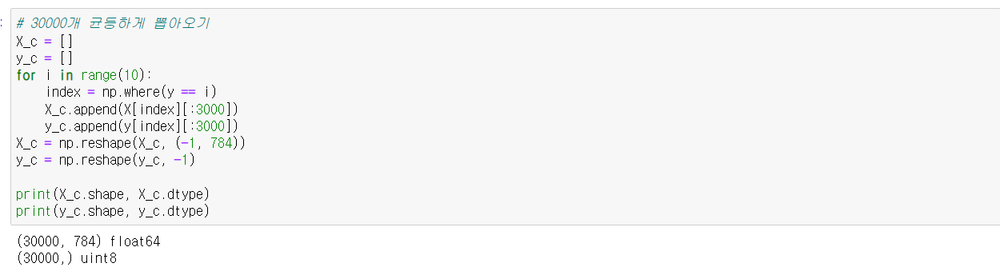 # 30000개 균등하게 뽑아오기
X_c = []
y_c = []
for i in range(10):
    index = np.where(y == i)
    X_c.append(X[index][:3000])
    y_c.append(y[index][:3000])
X_c = np.reshape(X_c, (-1, 784))
y_c = np.reshape(y_c, -1)
print(X_c.shape, X_c.dtype)
print(y_c.shape, y_c.dtype)
(30000, 784) float64
(30000,) uint8